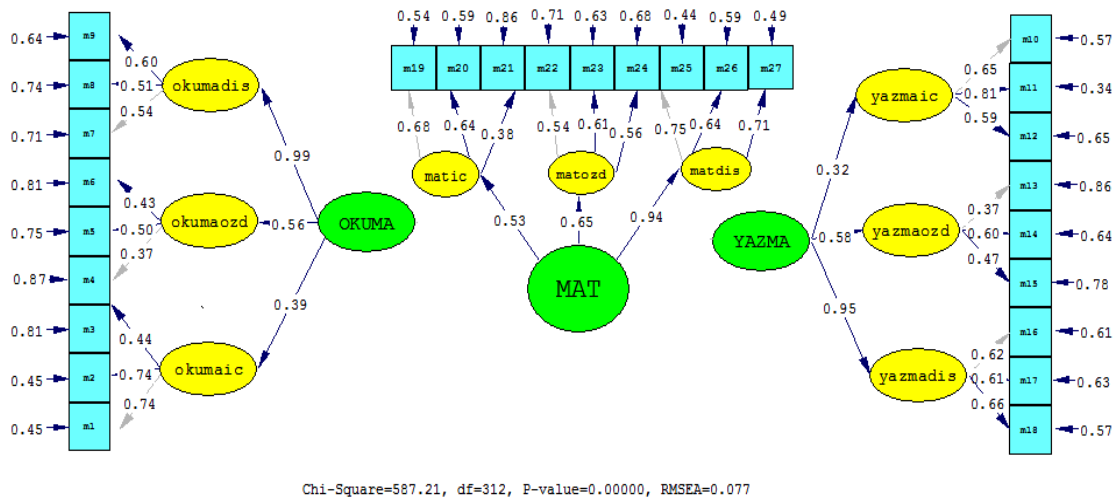 0.54 0.59 0.86 0.71 0.63 0.68 0.44 0.59 0.49
m19 m20 m21 m22 m23 m24 m25 m26 m27
0.68 0.64 0.38 0.54 0.61 0.56 0.75 0.64 0.71
matic matozd matdis
0.53 0.65 0.94
MAT
0.64 m9
0.74 m8
0.71 m7
0.81 m6
0.75 m5
0.87 m4
0.81 m3
0.45 m2
0.45 m1
0.60
0.51
0.54
okumadis
0.43
0.50
0.37
okumaozd
0.44
0.74
0.74
okumaic
0.99
0.56
0.39
OKUMA
YAZMA
0.32
0.58
0.95
yazmaic
0.65
0.81
0.59
yazmaozd
0.37
0.60
0.47
yazmadis
0.62
0.61
0.66
m10 0.57
m11 0.34
m12 0.65
m13 0.86
m14 0.64
m15 0.78
m16 0.61
m17 0.63
m18 0.57
Chi-Square=587.21, df=312, P-value=0.00000, RMSEA=0.077